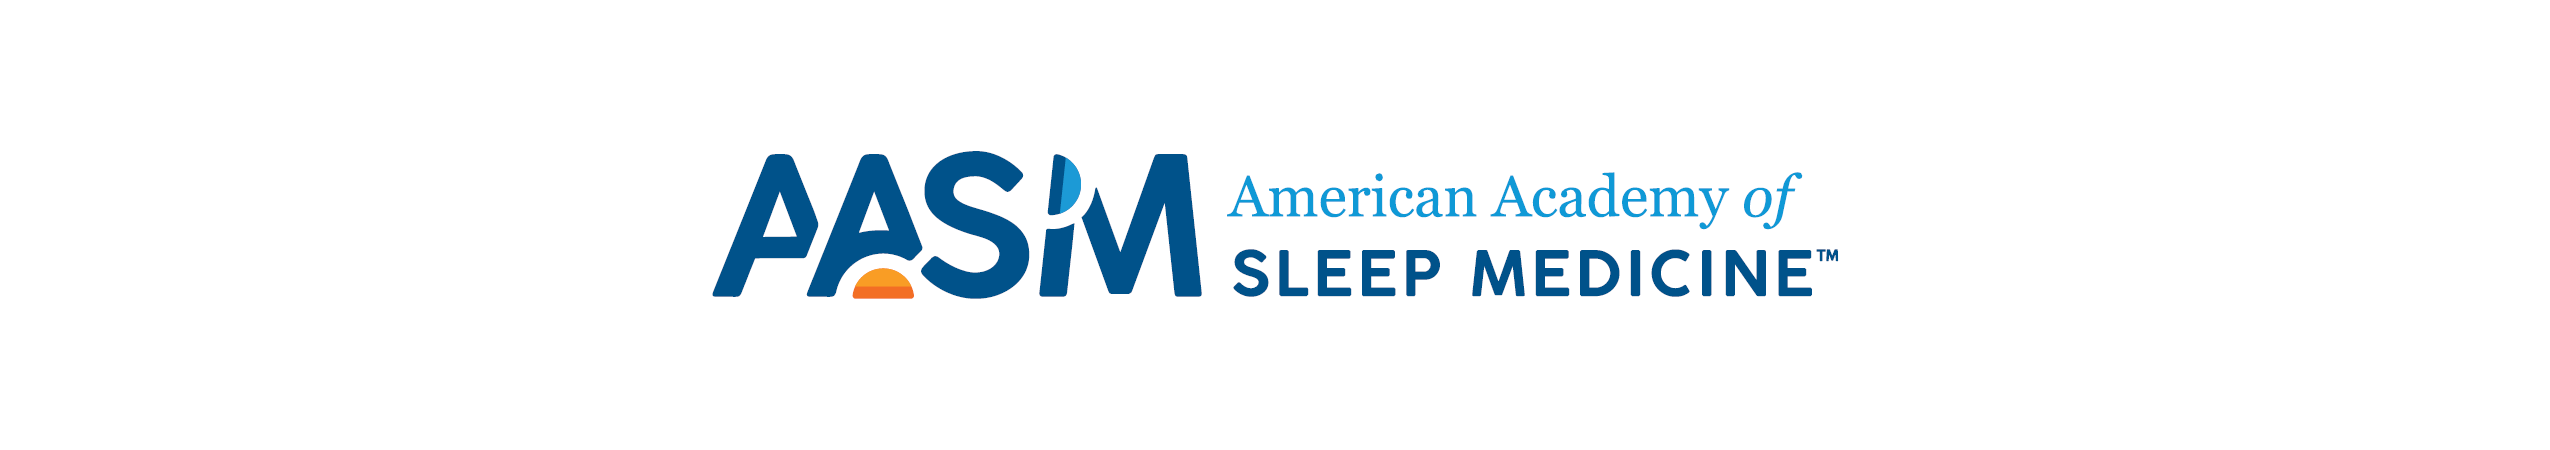 AASM
American Academy of
SLEEP MEDICINE™